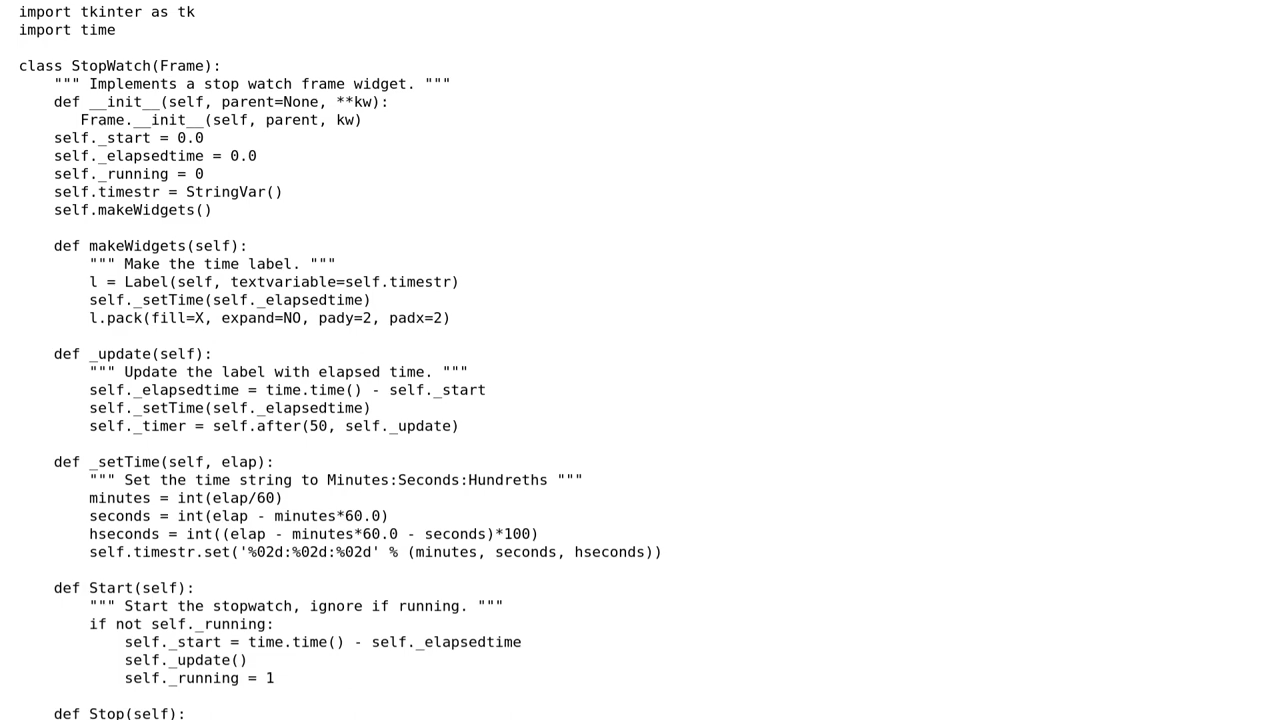 import tkinter as tk
import time

class StopWatch(Frame):
    """ Implements a stop watch frame widget. """
    def __init__(self, parent=None, **kw):
       Frame.__init__(self, parent, kw)
    self._start = 0.0
    self._elapsedtime = 0.0
    self._running = 0
    self.timestr = StringVar()
    self.makeWidgets()

    def makeWidgets(self):
        """ Make the time label. """
        l = Label(self, textvariable=self.timestr)
        self._setTime(self._elapsedtime)
        l.pack(fill=X, expand=NO, pady=2, padx=2)

    def _update(self):
        """ Update the label with elapsed time. """
        self._elapsedtime = time.time() - self._start
        self._setTime(self._elapsedtime)
        self._timer = self.after(50, self._update)

    def _setTime(self, elap):
        """ Set the time string to Minutes:Seconds:Hundreths """
        minutes = int(elap/60)
        seconds = int(elap - minutes*60.0)
        hseconds = int((elap - minutes*60.0 - seconds)*100)
        self.timestr.set('%02d:%02d:%02d' % (minutes, seconds, hseconds))

    def Start(self):
        """ Start the stopwatch, ignore if running. """
        if not self._running:
            self._start = time.time() - self._elapsedtime
            self._update()
            self._running = 1

    def Stop(self):